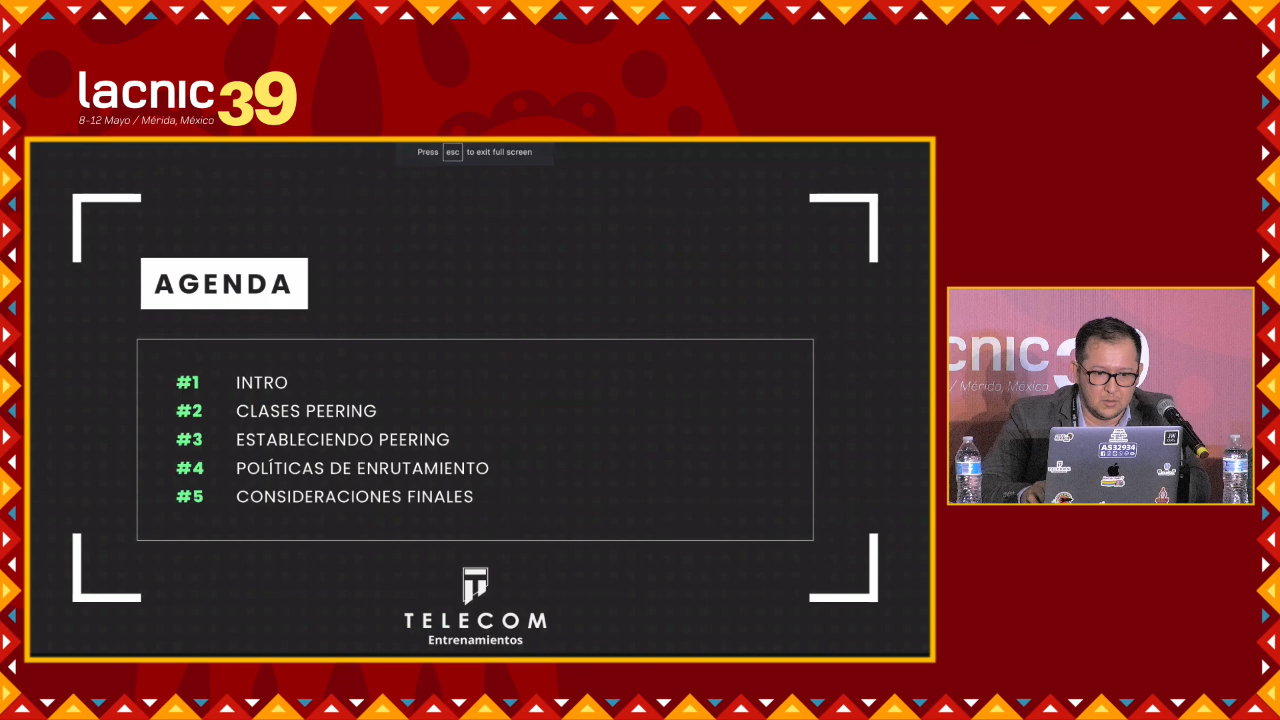 lacnic39
8-12 Mayo / Mérida, México
Press esc to exit full screen
AGENDA
#1 INTRO
#2 CLASES PEERING
#3 ESTABLECIENDO PEERING
#4 POLÍTICAS DE ENRUTAMIENTO
#5 CONSIDERACIONES FINALES
TELECOM
Entrenamientos
cnic39
/ Mérida, México
AS32934